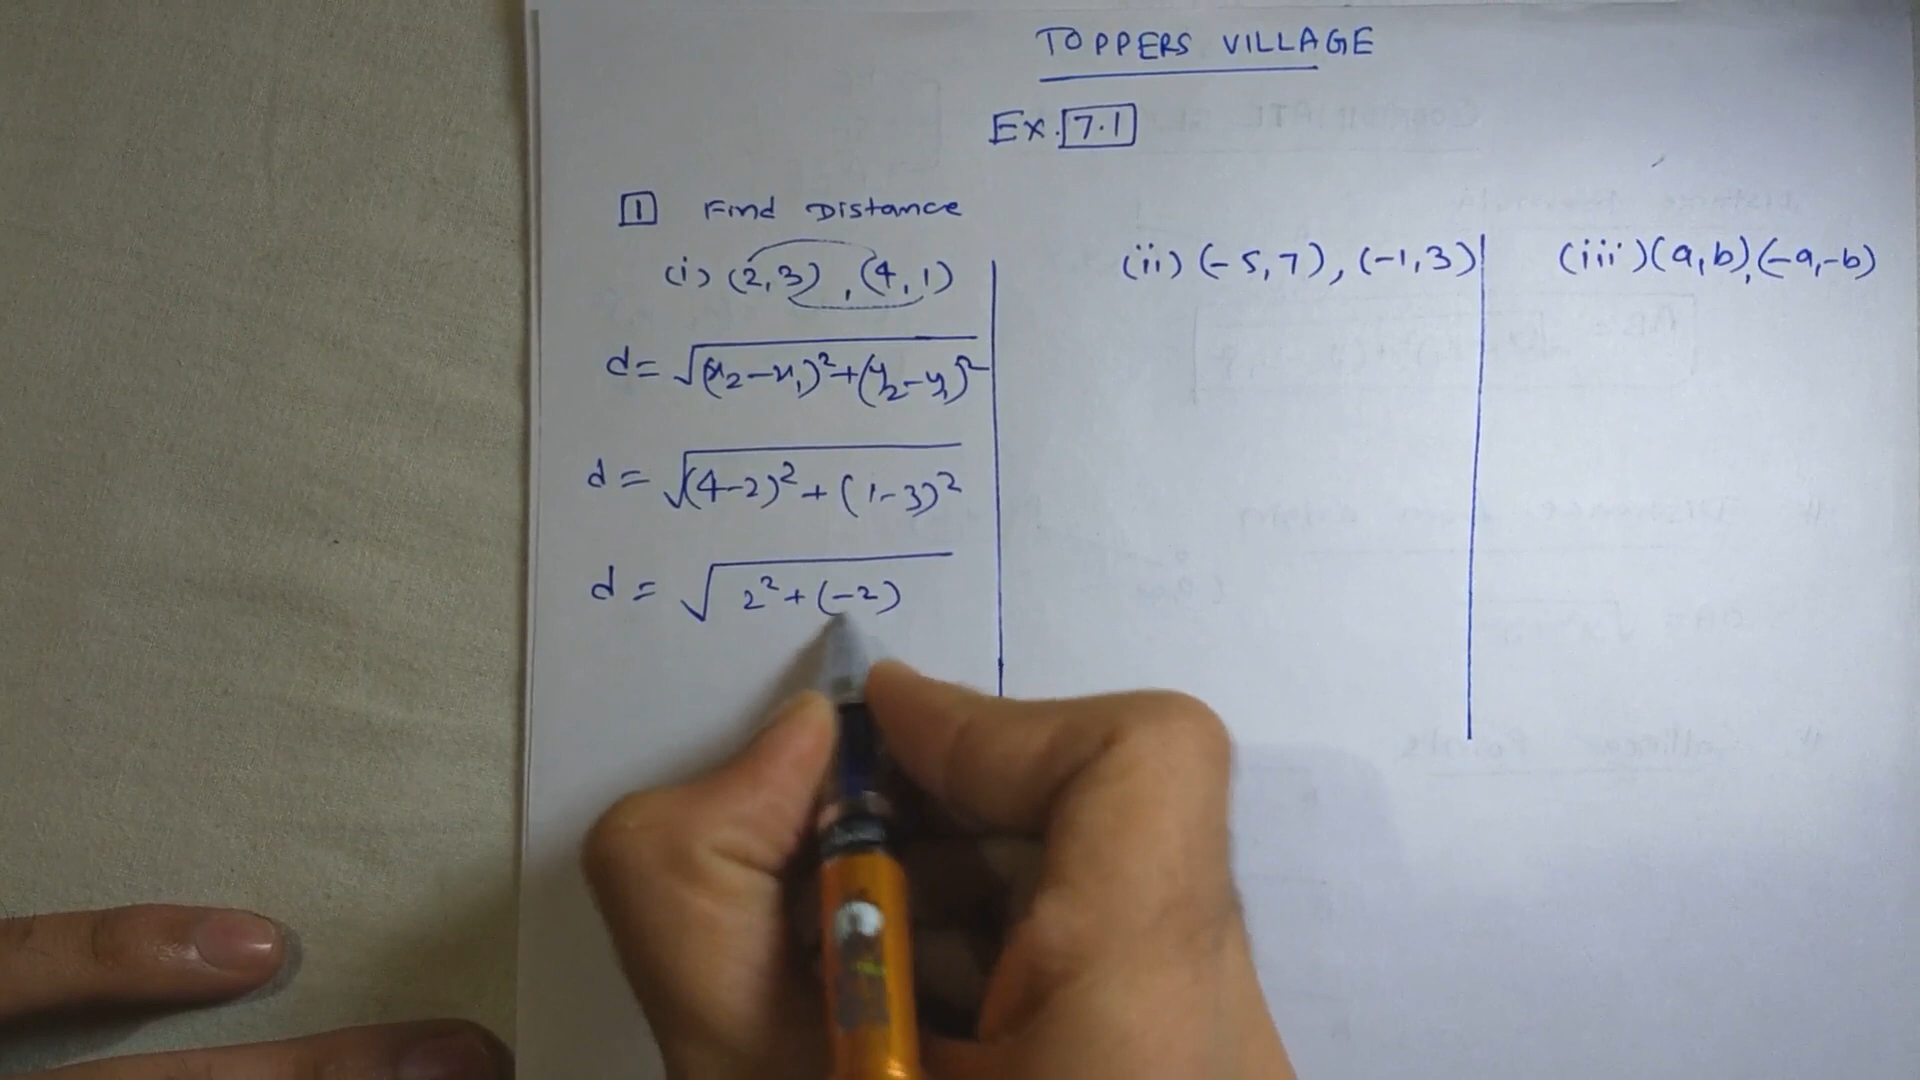 TOPPERS VILLAGE
Ex. 7.1
1 Find Distance
(i) (2,3), (4,1)
d = √(x₂-x₁)²+(y₂-y₁)²
d = √(4-2)²+(1-3)²
d = √2²+(-2)
(ii) (-5,7), (-1,3)
(iii) (a,b),(-a,-b)